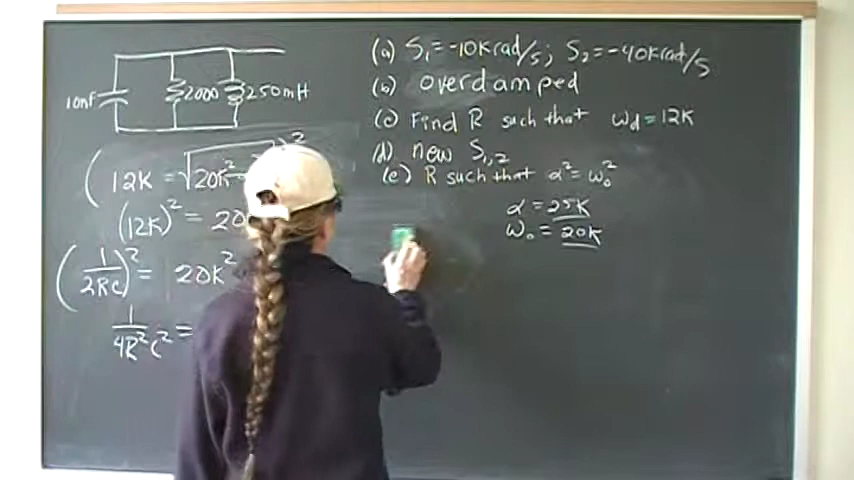 10nF 2000 250mH
(12K = √20K²
(12K)² = 20
(1/2RC)² = 20K²
1/4R²C² =
(a) S₁=-10Krad/s; S₂=-40Krad/s
(b) overdamped
(c) Find R such that ωd=12K
(d) new S₁,₂
(e) R such that α²=ω₀²
α = 25K
ω₀ = 20K